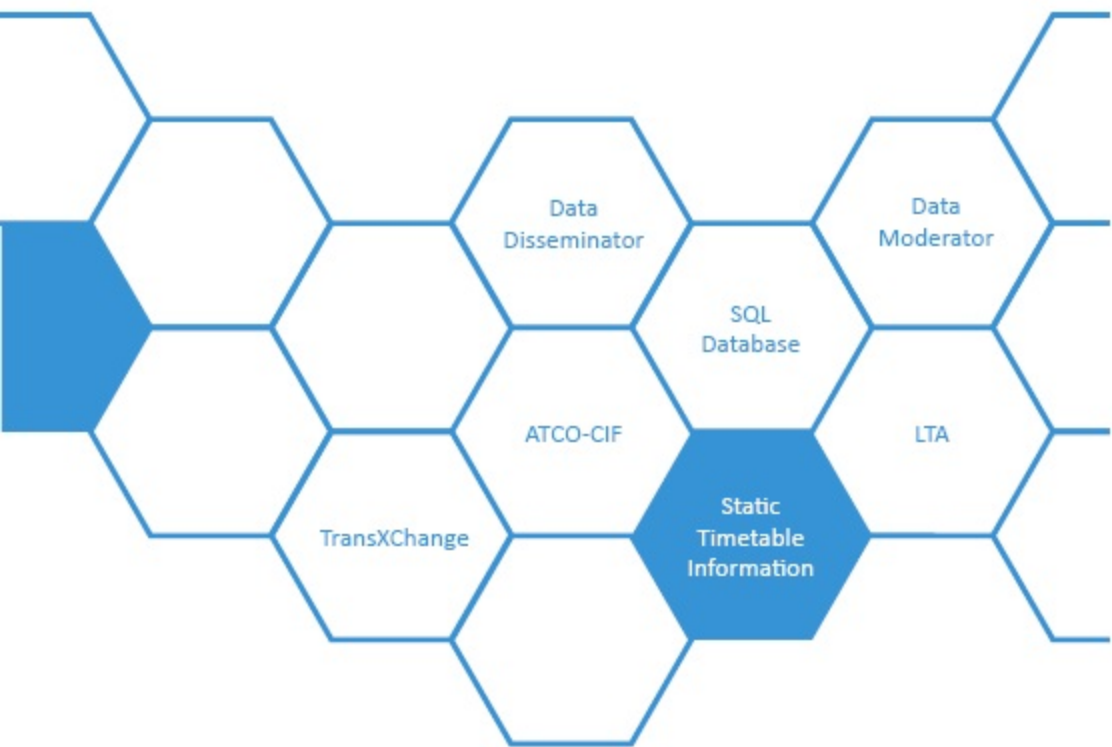 Data
Disseminator
Data
Moderator
SQL
Database
ATCO-CIF
LTA
Static
Timetable
Information
TransXChange